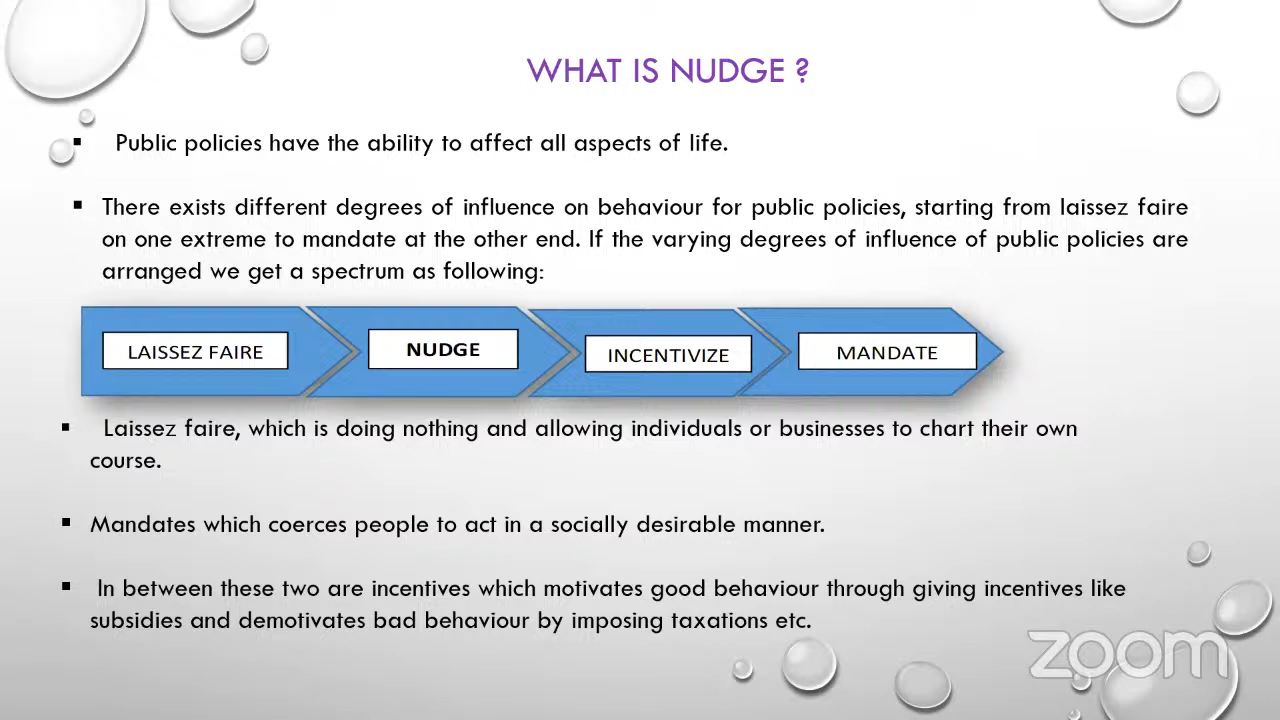 WHAT IS NUDGE ?
▪ Public policies have the ability to affect all aspects of life.
▪ There exists different degrees of influence on behaviour for public policies, starting from laissez faire
on one extreme to mandate at the other end. If the varying degrees of influence of public policies are
arranged we get a spectrum as following:
LAISSEZ FAIRE
NUDGE
INCENTIVIZE
MANDATE
▪ Laissez faire, which is doing nothing and allowing individuals or businesses to chart their own
course.
▪ Mandates which coerces people to act in a socially desirable manner.
▪ In between these two are incentives which motivates good behaviour through giving incentives like
subsidies and demotivates bad behaviour by imposing taxations etc.
zoom